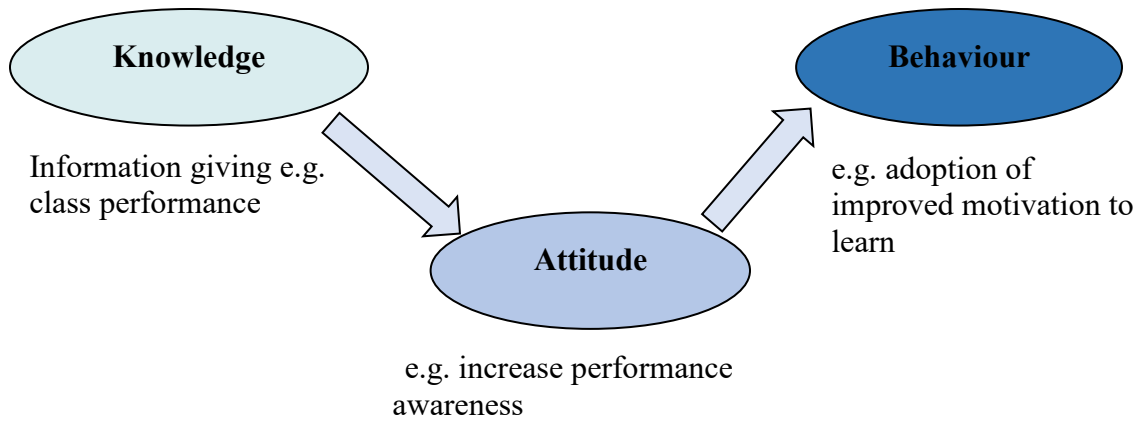 Knowledge
Information giving e.g.
class performance
Attitude
e.g. increase performance
awareness
Behaviour
e.g. adoption of
improved motivation to
learn